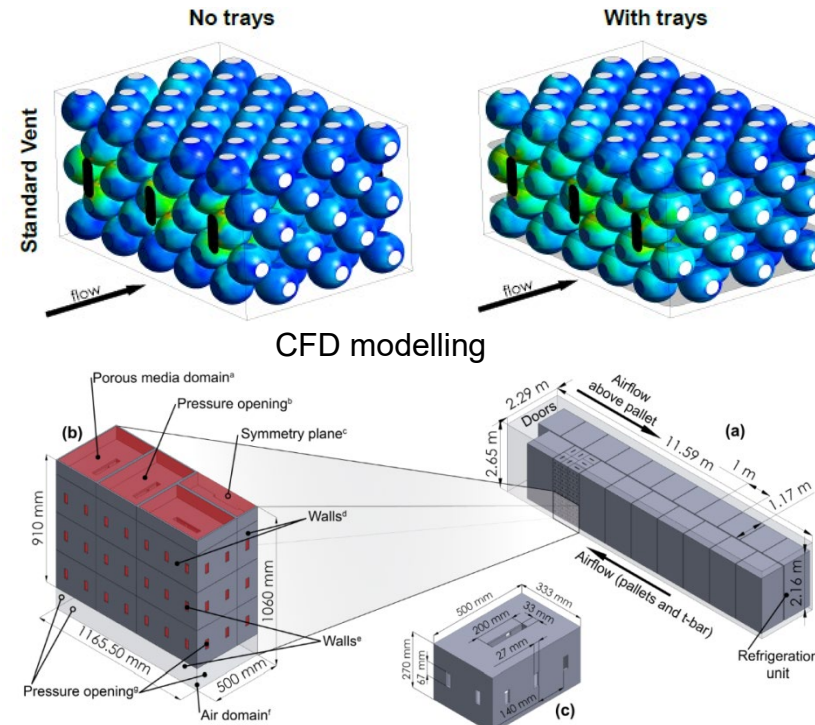 No trays
With trays
Standard Vent
flow
flow
CFD modelling
Porous media domainᵃ
Pressure openingᵇ
Symmetry planeᶜ
(b)
Wallsᵈ
910 mm
1060 mm
Wallsᵉ
1165.50 mm
500 mm
Pressure openingᵍ
Air domainᶠ
2.29 m
Airflow
above pallet
(a)
Doors
2.65 m
11.59 m
1 m
1.17 m
Airflow (pallets and t-bar)
2.16 m
Refrigeration
unit
500 mm
333 mm
200 mm
33 mm
27 mm
270 mm
67 mm
140 mm
(c)